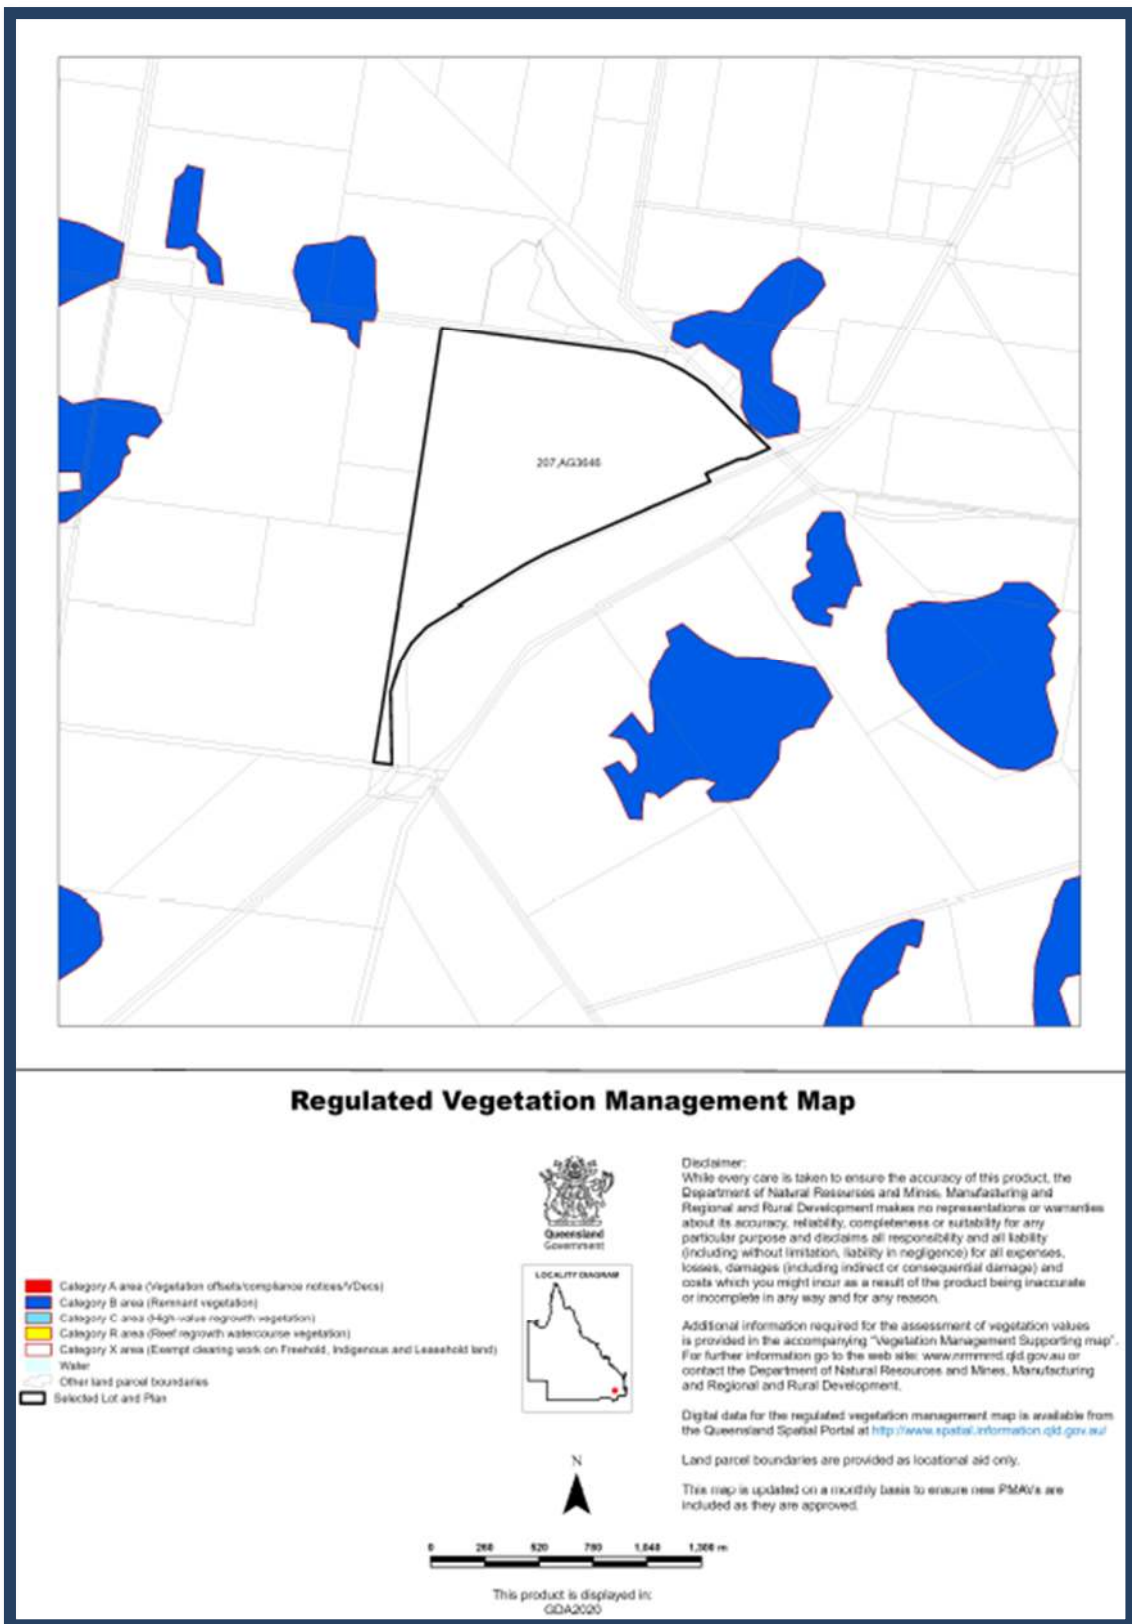 207,AG3646
Regulated Vegetation Management Map
Queensland
Government
LOCALITY DIAGRAM
Category A area (Vegetation offsets/compliance notices/VDecs)
Category B area (Remnant vegetation)
Category C area (High-value regrowth vegetation)
Category R area (Reef regrowth watercourse vegetation)
Category X area (Exempt clearing work on Freehold, Indigenous and Leasehold land)
Water
Other land parcel boundaries
Selected Lot and Plan
N
0 260 520 780 1,040 1,300 m
This product is displayed in:
GDA2020
Disclaimer:
While every care is taken to ensure the accuracy of this product, the
Department of Natural Resources and Mines, Manufacturing and
Regional and Rural Development makes no representations or warranties
about its accuracy, reliability, completeness or suitability for any
particular purpose and disclaims all responsibility and all liability
(including without limitation, liability in negligence) for all expenses,
losses, damages (including indirect or consequential damage) and
costs which you might incur as a result of the product being inaccurate
or incomplete in any way and for any reason.
Additional information required for the assessment of vegetation values
is provided in the accompanying "Vegetation Management Supporting map".
For further information go to the web site: www.nrmmrrd.qld.gov.au or
contact the Department of Natural Resources and Mines, Manufacturing
and Regional and Rural Development.
Digital data for the regulated vegetation management map is available from
the Queensland Spatial Portal at http://www.spatial.information.qld.gov.au/
Land parcel boundaries are provided as locational aid only.
This map is updated on a monthly basis to ensure new PMAVs are
included as they are approved.